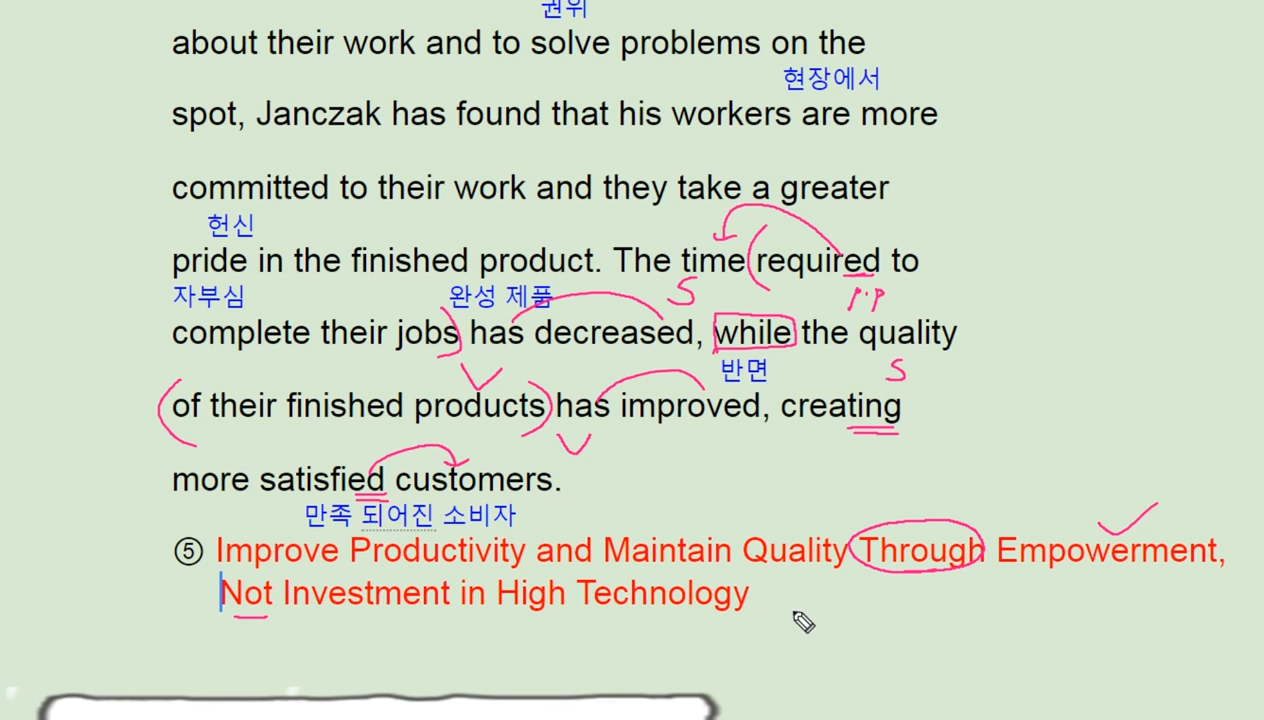 권위
about their work and to solve problems on the
현장에서
spot, Janczak has found that his workers are more
committed to their work and they take a greater
헌신
pride in the finished product. The time required to
자부심 완성 제품 S p.p
complete their jobs has decreased, while the quality
반면 S
of their finished products has improved, creating
V V
more satisfied customers.
만족 되어진 소비자
⑤ Improve Productivity and Maintain Quality Through Empowerment,
Not Investment in High Technology